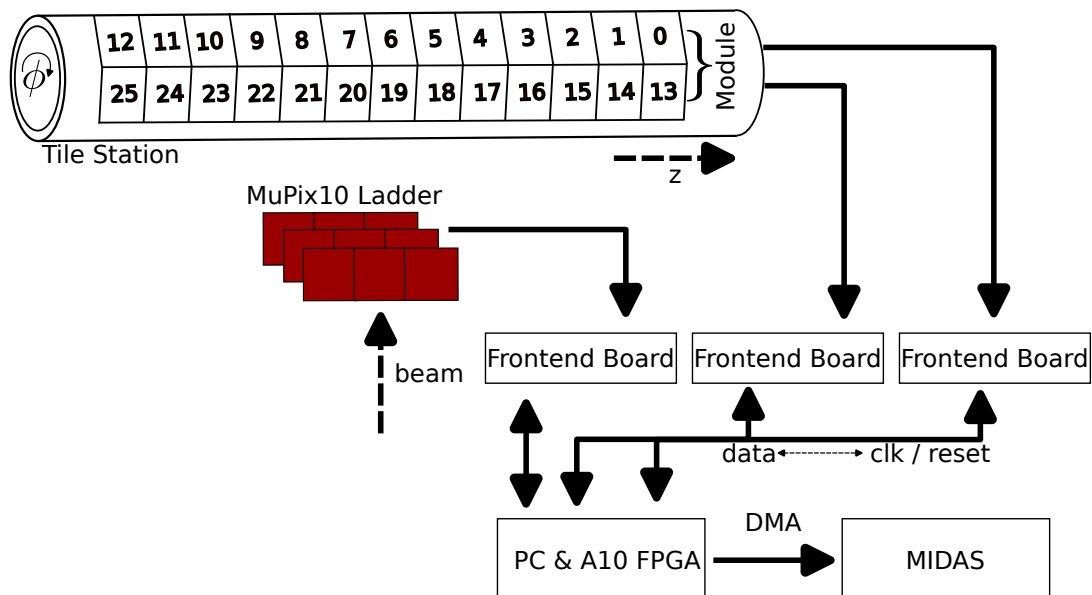 12 11 10 9 8 7 6 5 4 3 2 1 0
25 24 23 22 21 20 19 18 17 16 15 14 13
ϕ
Module
Tile Station
z
MuPix10 Ladder
beam
Frontend Board Frontend Board Frontend Board
data clk / reset
DMA
PC & A10 FPGA MIDAS